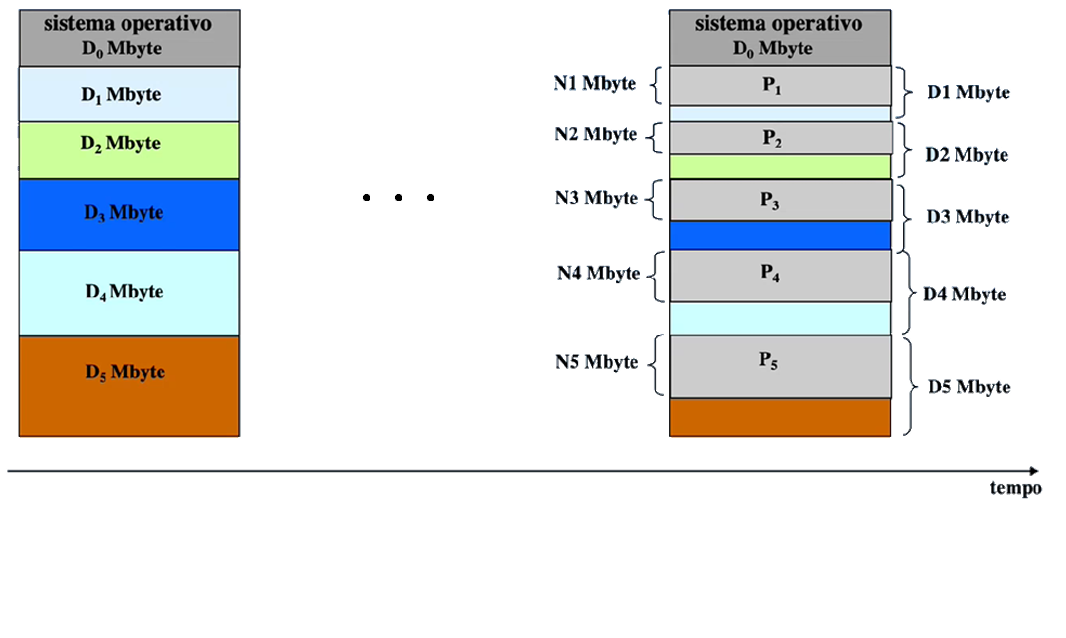 sistema operativo
D₀ Mbyte
D₁ Mbyte
D₂ Mbyte
D₃ Mbyte
D₄ Mbyte
D₅ Mbyte
sistema operativo
D₀ Mbyte
N1 Mbyte
P₁
D1 Mbyte
N2 Mbyte
P₂
D2 Mbyte
N3 Mbyte
P₃
D3 Mbyte
N4 Mbyte
P₄
D4 Mbyte
N5 Mbyte
P₅
D5 Mbyte
tempo